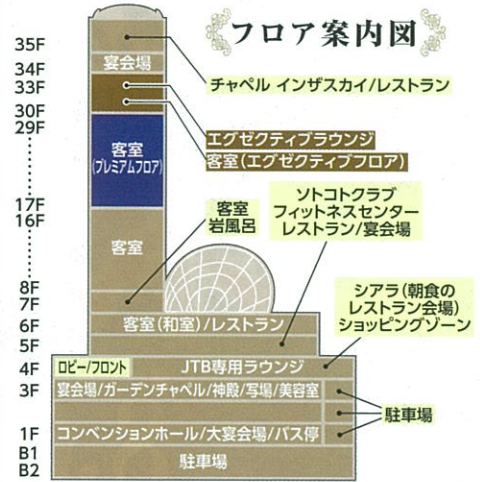 フロア案内図
35F
34F
33F
30F
29F
17F
16F
8F
7F
6F
5F
4F
3F
1F
B1
B2
宴会場
チャペル インザスカイ/レストラン
エグゼクティブラウンジ
客室(エグゼクティブフロア)
客室
(プレミアムフロア)
客室
客室
岩風呂
ソトコトクラブ
フィットネスセンター
レストラン/宴会場
シアラ(朝食の
レストラン会場)
ショッピングゾーン
客室(和室)/レストラン
ロビー/フロント
JTB専用ラウンジ
宴会場/ガーデンチャペル/神殿/写場/美容室
駐車場
コンベンションホール/大宴会場/バス停
駐車場